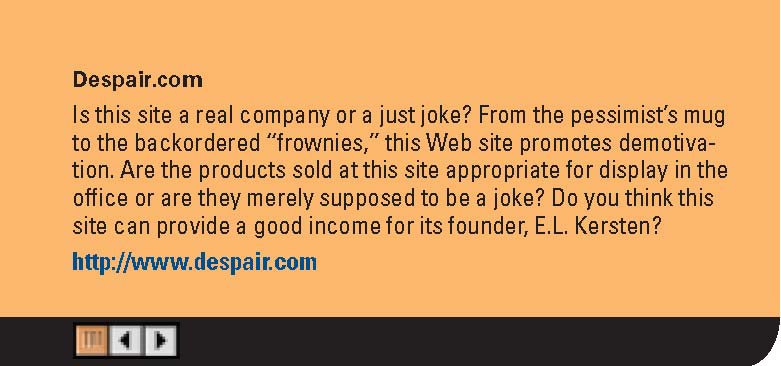 Despair.com
Is this site a real company or a just joke? From the pessimist's mug
to the backordered “frownies,” this Web site promotes demotiva-
tion. Are the products sold at this site appropriate for display in the
office or are they merely supposed to be a joke? Do you think this
site can provide a good income for its founder, E.L. Kersten?
http://www.despair.com